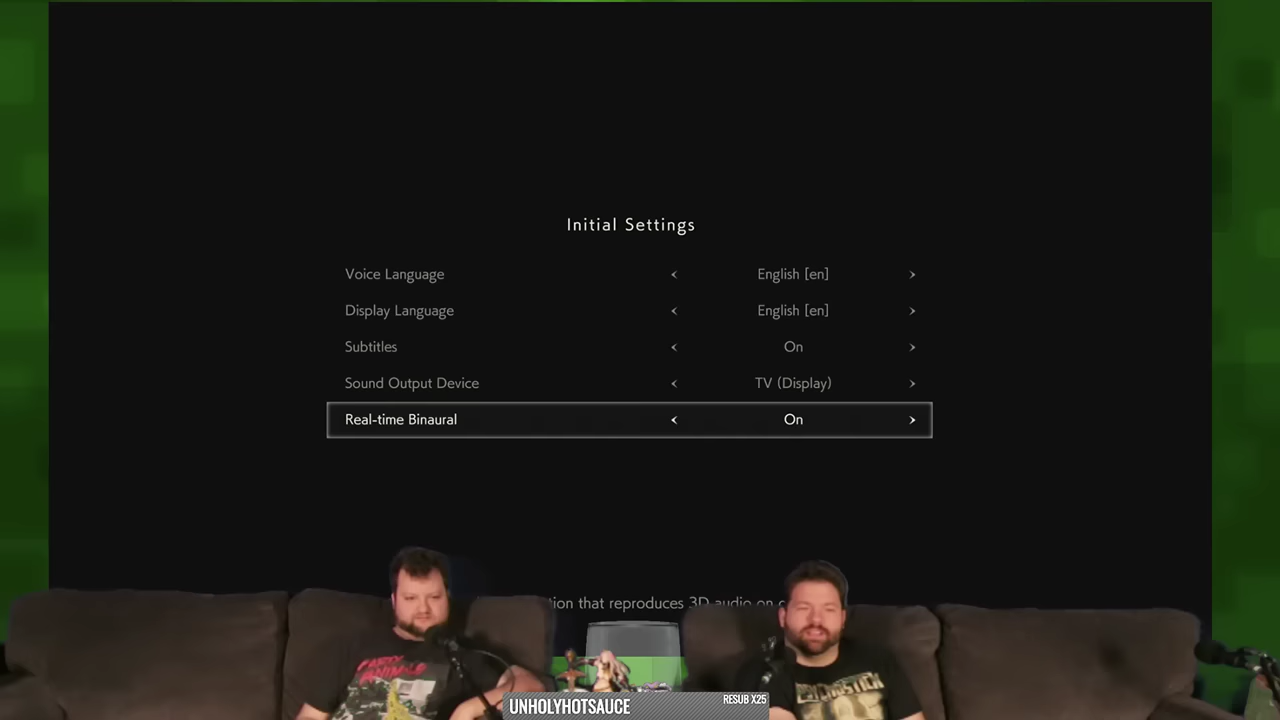 Initial Settings
Voice Language < English [en] >
Display Language < English [en] >
Subtitles < On >
Sound Output Device < TV (Display) >
Real-time Binaural < On >
tion that reproduces 3D audio on
UNHOLYHOTSAUCE
RESUB X25